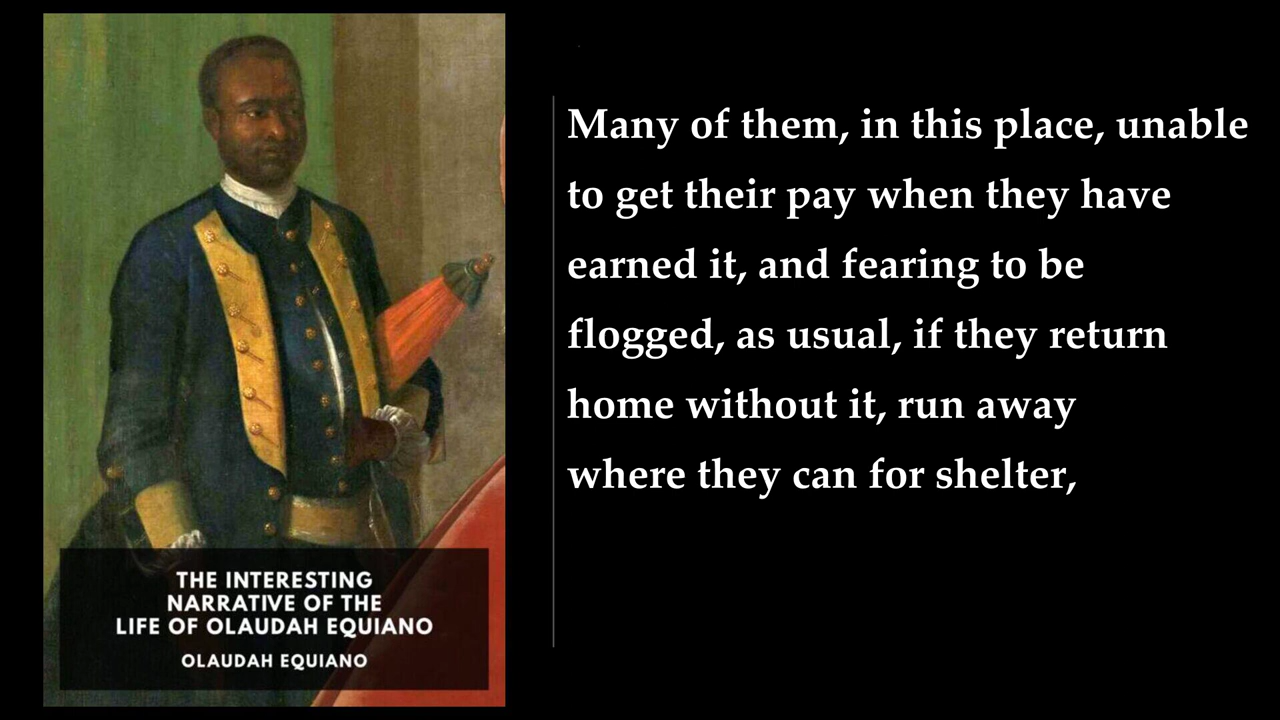 THE INTERESTING
NARRATIVE OF THE
LIFE OF OLAUDAH EQUIANO
OLAUDAH EQUIANO
Many of them, in this place, unable
to get their pay when they have
earned it, and fearing to be
flogged, as usual, if they return
home without it, run away
where they can for shelter,